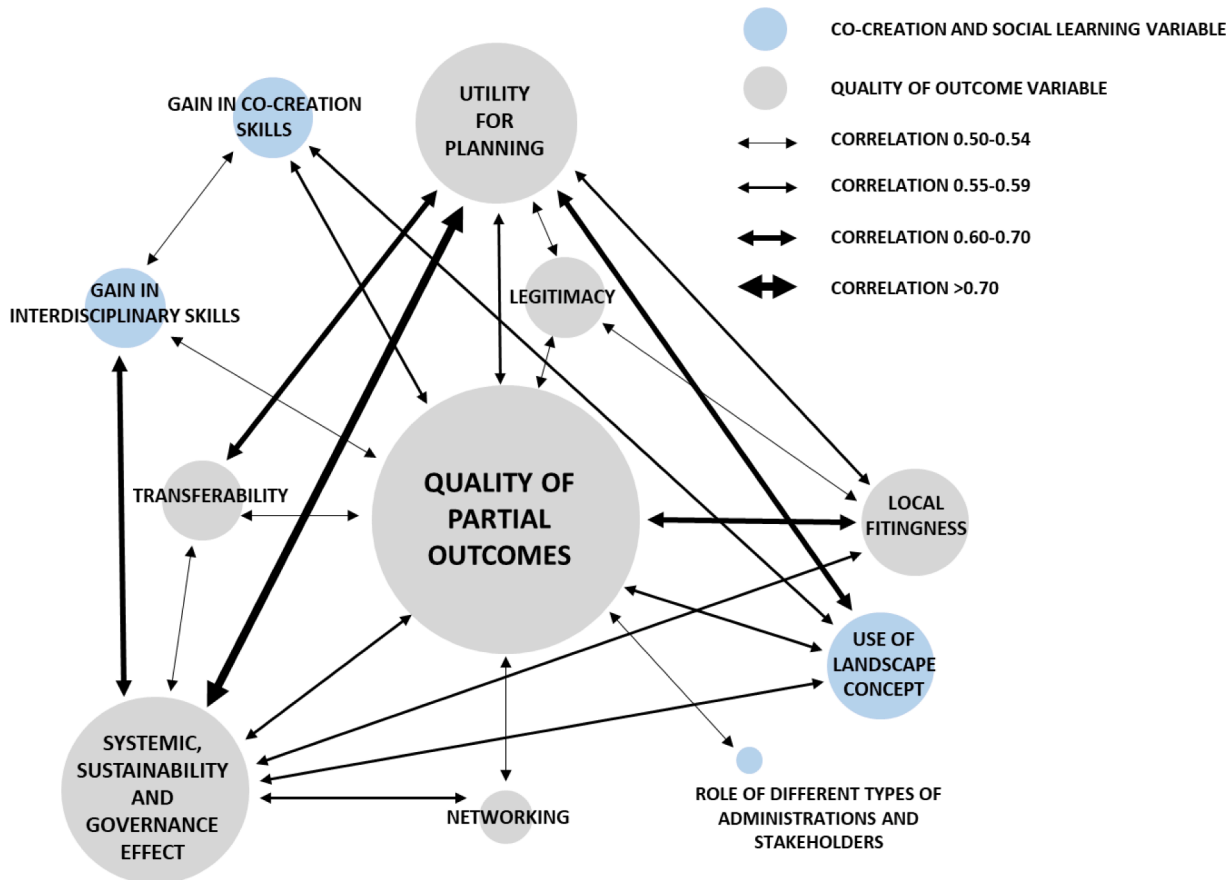 CO-CREATION AND SOCIAL LEARNING VARIABLE
QUALITY OF OUTCOME VARIABLE
CORRELATION 0.50-0.54
CORRELATION 0.55-0.59
CORRELATION 0.60-0.70
CORRELATION >0.70
GAIN IN CO-CREATION
SKILLS
UTILITY
FOR
PLANNING
GAIN IN
INTERDISCIPLINARY SKILLS
LEGITIMACY
TRANSFERABILITY
QUALITY OF
PARTIAL
OUTCOMES
LOCAL
FITINGNESS
USE OF
LANDSCAPE
CONCEPT
SYSTEMIC,
SUSTAINABILITY
AND
GOVERNANCE
EFFECT
NETWORKING
ROLE OF DIFFERENT TYPES OF
ADMINISTRATIONS AND
STAKEHOLDERS